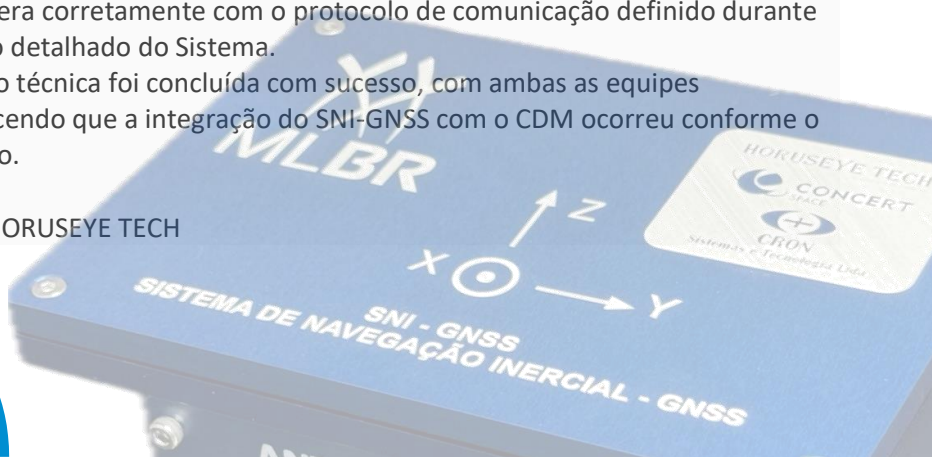 era corretamente com o protocolo de comunicação definido durante
o detalhado do Sistema.
o técnica foi concluída com sucesso, com ambas as equipes
cendo que a integração do SNI-GNSS com o CDM ocorreu conforme o
o.
ORUSEYE TECH
MLBR
HORUSEYE TECH
CONCERT
SPACE
CRON
Sistemas e Tecnologia Ltda
Z
X
Y
SNI - GNSS
SISTEMA DE NAVEGAÇÃO INERCIAL - GNSS